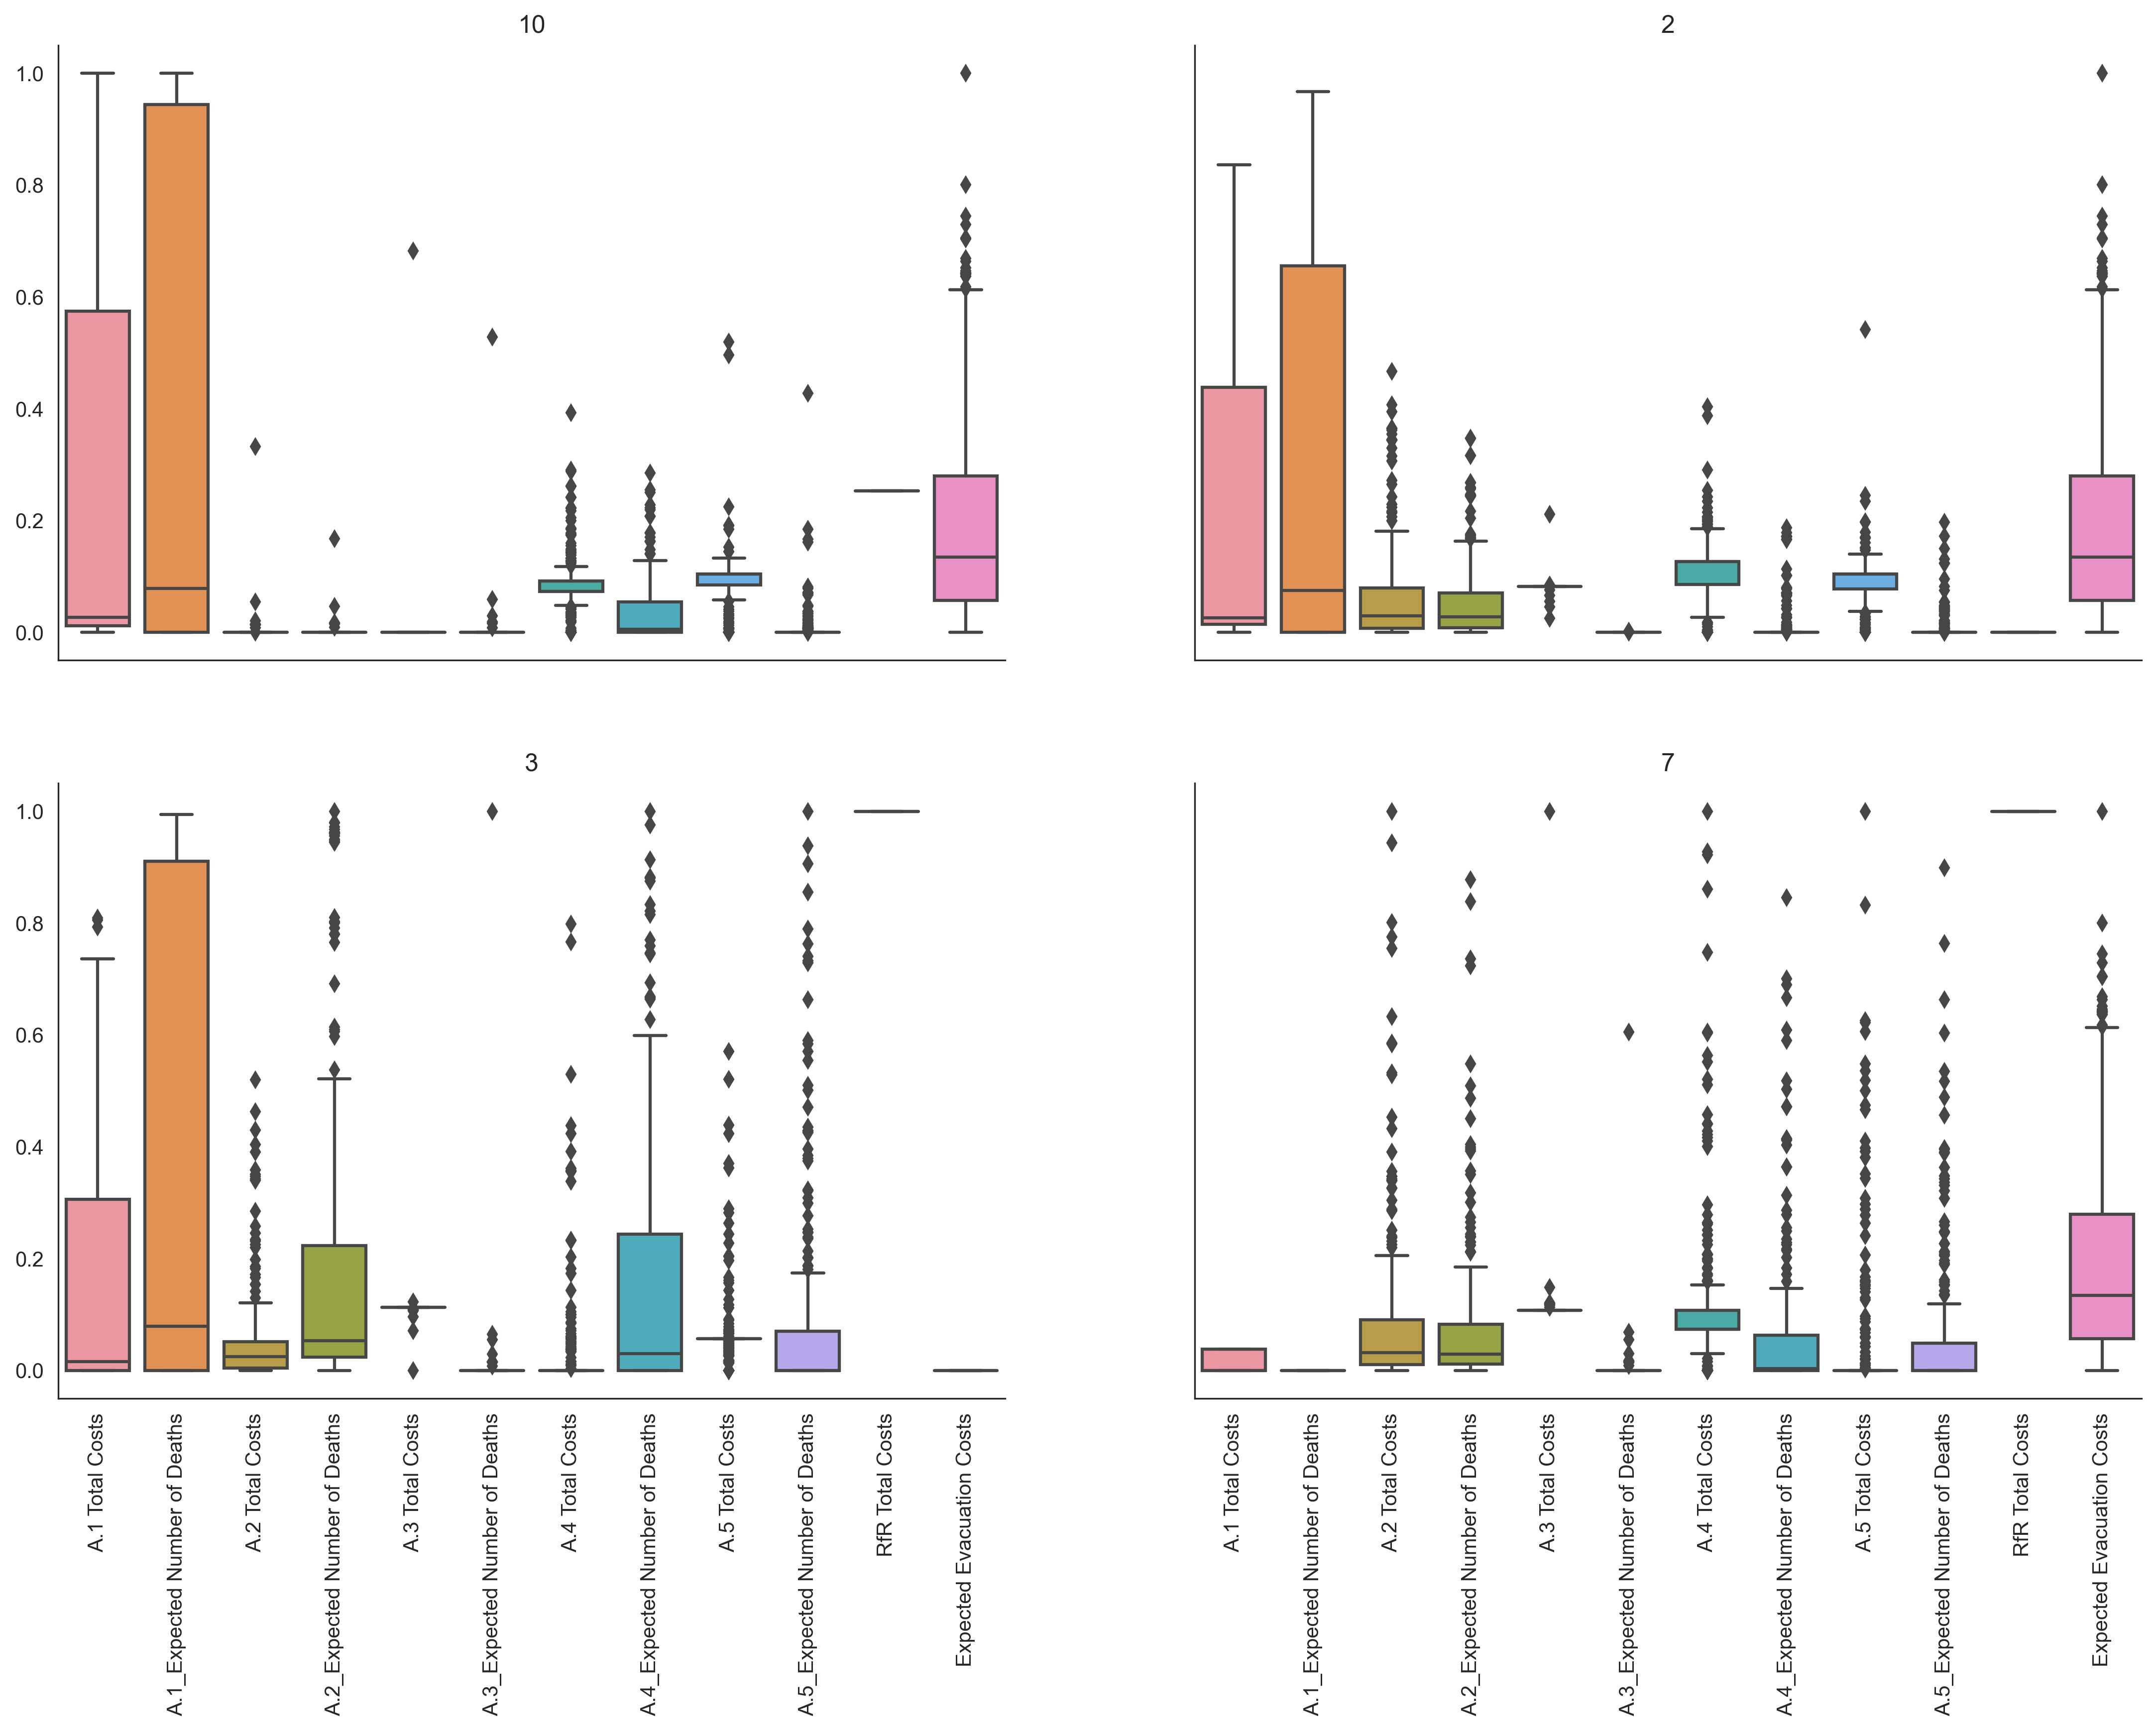 10
2
1.0
0.8
0.6
0.4
0.2
0.0
3
7
1.0
0.8
0.6
0.4
0.2
0.0
A.1 Total Costs
A.1_Expected Number of Deaths
A.2 Total Costs
A.2_Expected Number of Deaths
A.3 Total Costs
A.3_Expected Number of Deaths
A.4 Total Costs
A.4_Expected Number of Deaths
A.5 Total Costs
A.5_Expected Number of Deaths
RfR Total Costs
Expected Evacuation Costs
A.1 Total Costs
A.1_Expected Number of Deaths
A.2 Total Costs
A.2_Expected Number of Deaths
A.3 Total Costs
A.3_Expected Number of Deaths
A.4 Total Costs
A.4_Expected Number of Deaths
A.5 Total Costs
A.5_Expected Number of Deaths
RfR Total Costs
Expected Evacuation Costs